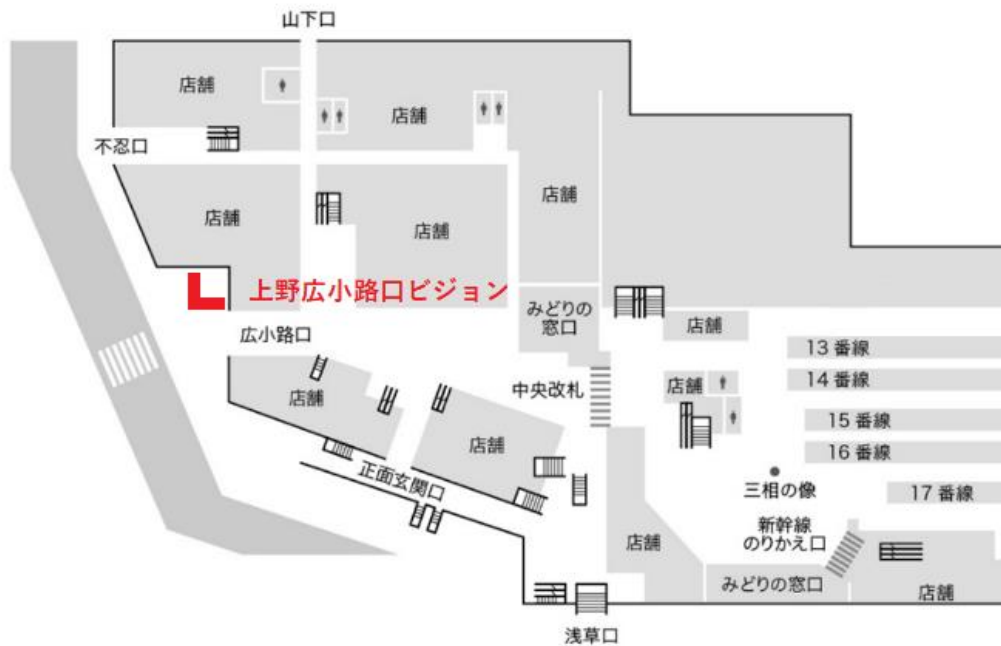 山下口
店舗
店舗
不忍口
店舗
店舗
店舗
上野広小路口ビジョン
みどりの
窓口
店舗
広小路口
13 番線
店舗
中央改札
店舗
14 番線
15 番線
店舗
16 番線
正面玄関口
三相の像
17 番線
新幹線
のりかえ口
店舗
みどりの窓口
店舗
浅草口